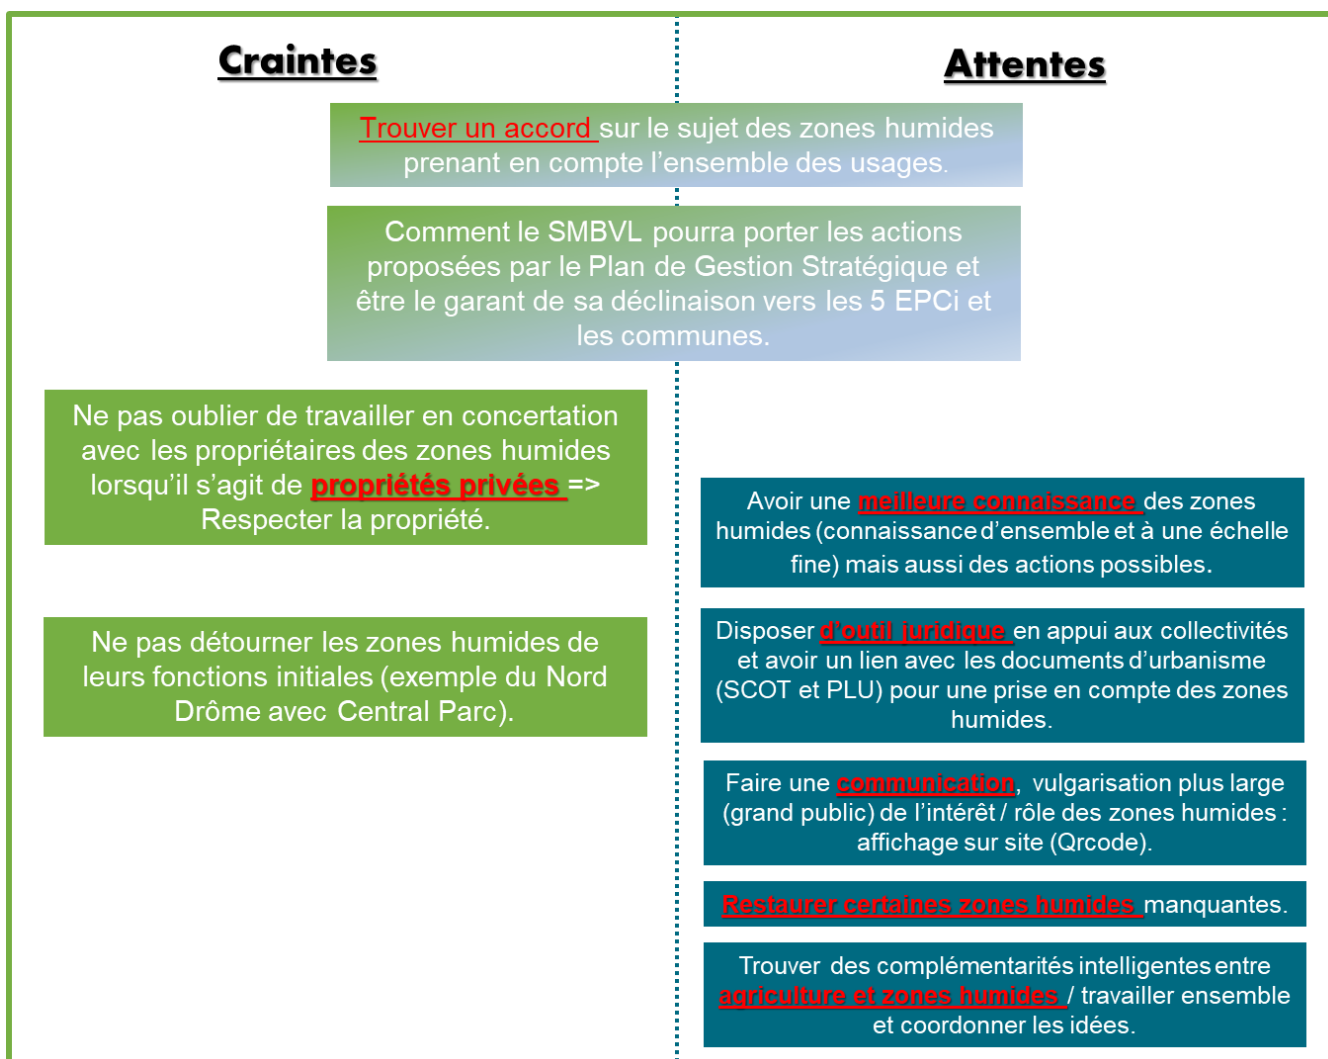 Craintes
Attentes
Trouver un accord sur le sujet des zones humides
prenant en compte l'ensemble des usages.
Comment le SMBVL pourra porter les actions
proposées par le Plan de Gestion Stratégique et
être le garant de sa déclinaison vers les 5 EPCi et
les communes.
Ne pas oublier de travailler en concertation
avec les propriétaires des zones humides
lorsqu'il s'agit de propriétés privées =>
Respecter la propriété.
Ne pas détourner les zones humides de
leurs fonctions initiales (exemple du Nord
Drôme avec Central Parc).
Avoir une meilleure connaissance des zones
humides (connaissance d'ensemble et à une échelle
fine) mais aussi des actions possibles.
Disposer d'outil juridique en appui aux collectivités
et avoir un lien avec les documents d'urbanisme
(SCOT et PLU) pour une prise en compte des zones
humides.
Faire une communication, vulgarisation plus large
(grand public) de l'intérêt / rôle des zones humides :
affichage sur site (Qrcode).
Restaurer certaines zones humides manquantes.
Trouver des complémentarités intelligentes entre
agriculture et zones humides / travailler ensemble
et coordonner les idées.